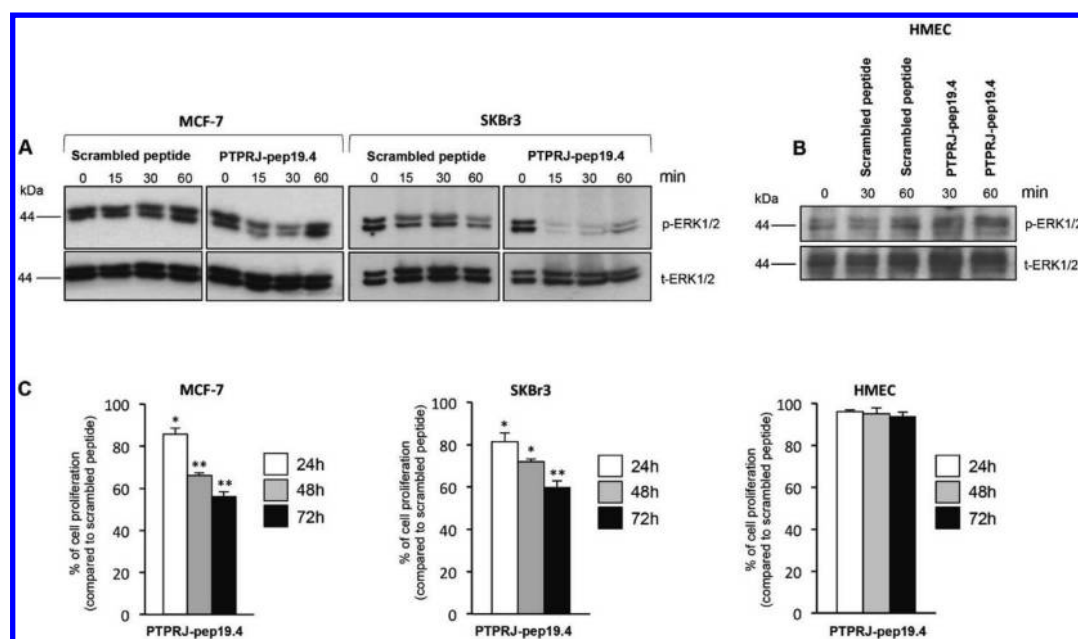 MCF-7
SKBr3
A
Scrambled peptide
PTPRJ-pep19.4
Scrambled peptide
PTPRJ-pep19.4
0 15 30 60
0 15 30 60
0 15 30 60
0 15 30 60
min
kDa
44
p-ERK1/2
44
t-ERK1/2
HMEC
B
Scrambled peptide
Scrambled peptide
PTPRJ-pep19.4
PTPRJ-pep19.4
0 30 60 30 60 min
kDa
44
p-ERK1/2
44
t-ERK1/2
C
MCF-7
% of cell proliferation
(compared to scrambled peptide)
100
80
60
40
20
0
*
**
**
24h
48h
72h
PTPRJ-pep19.4
SKBr3
% of cell proliferation
(compared to scrambled peptide)
100
80
60
40
20
0
*
*
**
24h
48h
72h
PTPRJ-pep19.4
HMEC
% of cell proliferation
(compared to scrambled peptide)
100
80
60
40
20
0
24h
48h
72h
PTPRJ-pep19.4